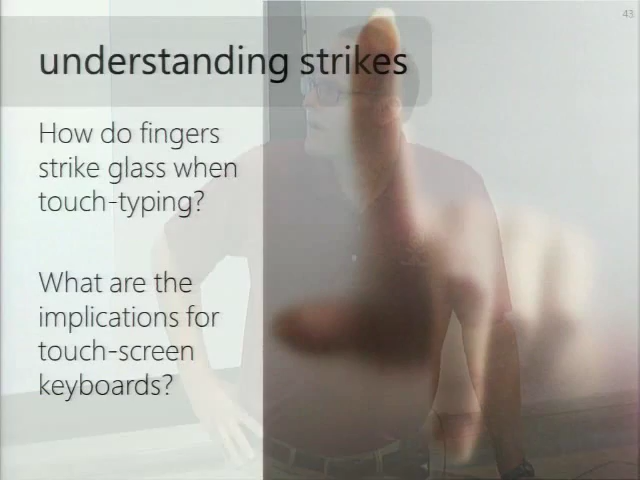 43
understanding strikes
How do fingers
strike glass when
touch-typing?
What are the
implications for
touch-screen
keyboards?